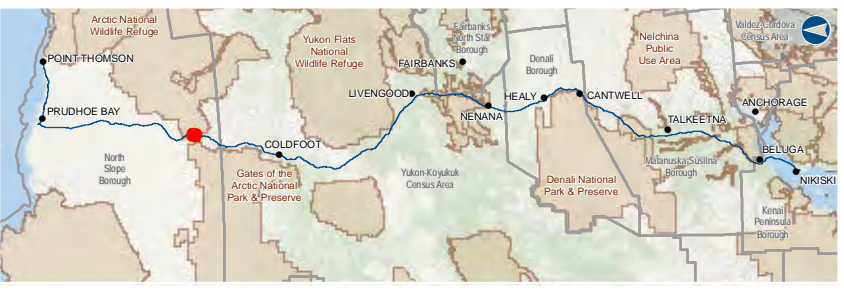 Arctic National
Wildlife Refuge
POINT THOMSON
PRUDHOE BAY
North
Slope
Borough
COLDFOOT
Gates of the
Arctic National
Park & Preserve
Yukon Flats
National
Wildlife Refuge
LIVENGOOD
FAIRBANKS
Fairbanks
North Star
Borough
NENANA
Yukon-Koyukuk
Census Area
Denali
Borough
HEALY
CANTWELL
Denali National
Park & Preserve
Nelchina
Public
Use Area
TALKEETNA
Matanuska-Susitna
Borough
Valdez-Cordova
Census Area
ANCHORAGE
BELUGA
NIKISKI
Kenai
Peninsula
Borough